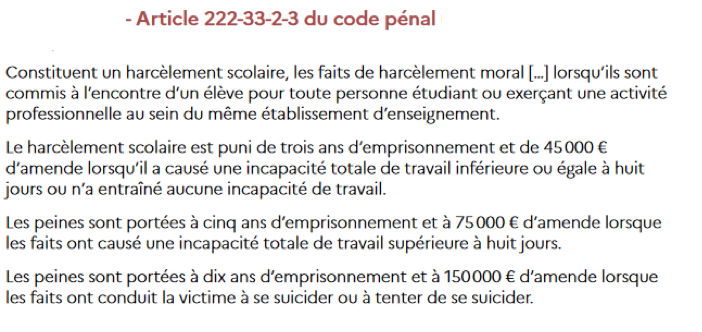 - Article 222-33-2-3 du code pénal
Constituent un harcèlement scolaire, les faits de harcèlement moral […] lorsqu’ils sont
commis à l’encontre d’un élève pour toute personne étudiant ou exerçant une activité
professionnelle au sein du même établissement d’enseignement.
Le harcèlement scolaire est puni de trois ans d’emprisonnement et de 45 000 €
d’amende lorsqu’il a causé une incapacité totale de travail inférieure ou égale à huit
jours ou n’a entraîné aucune incapacité de travail.
Les peines sont portées à cinq ans d’emprisonnement et à 75 000 € d’amende lorsque
les faits ont causé une incapacité totale de travail supérieure à huit jours.
Les peines sont portées à dix ans d’emprisonnement et à 150 000 € d’amende lorsque
les faits ont conduit la victime à se suicider ou à tenter de se suicider.